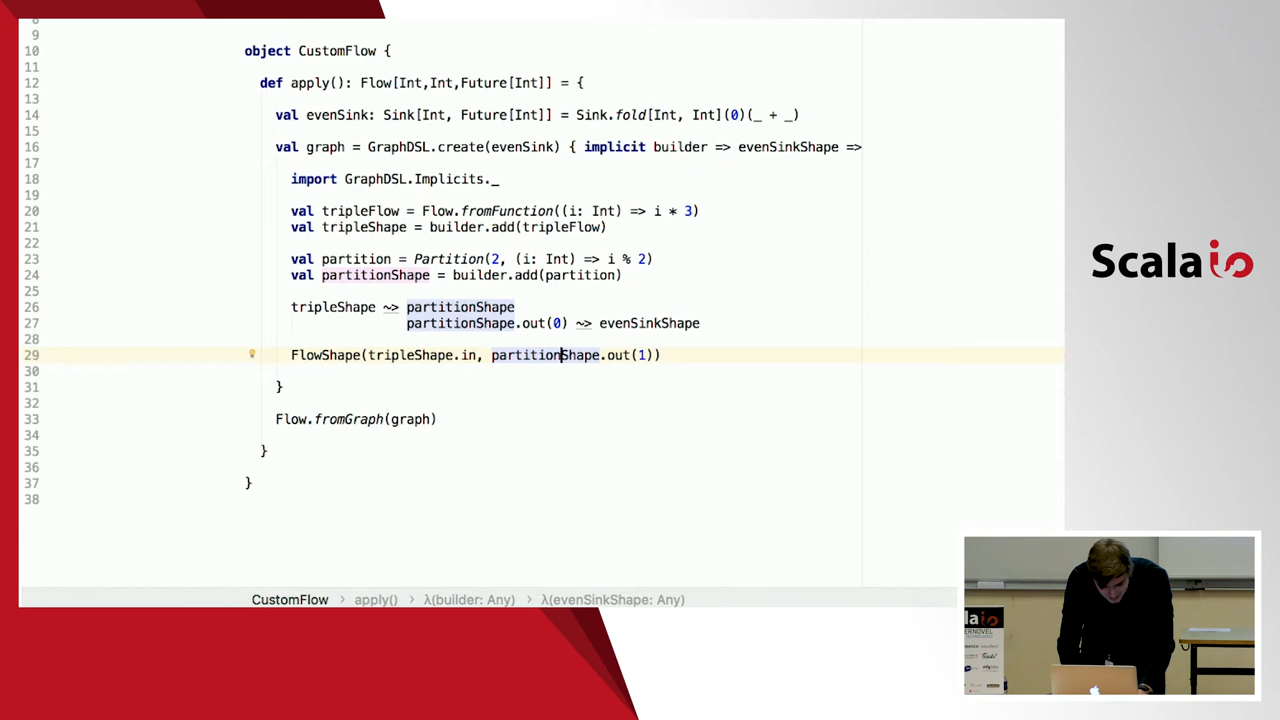 8
9
10 object CustomFlow {
11
12 def apply(): Flow[Int,Int,Future[Int]] = {
13
14 val evenSink: Sink[Int, Future[Int]] = Sink.fold[Int, Int](0)(_ + _)
15
16 val graph = GraphDSL.create(evenSink) { implicit builder => evenSinkShape =>
17
18 import GraphDSL.Implicits._
19
20 val tripleFlow = Flow.fromFunction((i: Int) => i * 3)
21 val tripleShape = builder.add(tripleFlow)
22
23 val partition = Partition(2, (i: Int) => i % 2)
24 val partitionShape = builder.add(partition)
25
26 tripleShape ~> partitionShape
27 partitionShape.out(0) ~> evenSinkShape
28
29 FlowShape(tripleShape.in, partitionShape.out(1))
30
31 }
32
33 Flow.fromGraph(graph)
34
35 }
36
37 }
38
CustomFlow › apply() › λ(builder: Any) › λ(evenSinkShape: Any)
Scala io